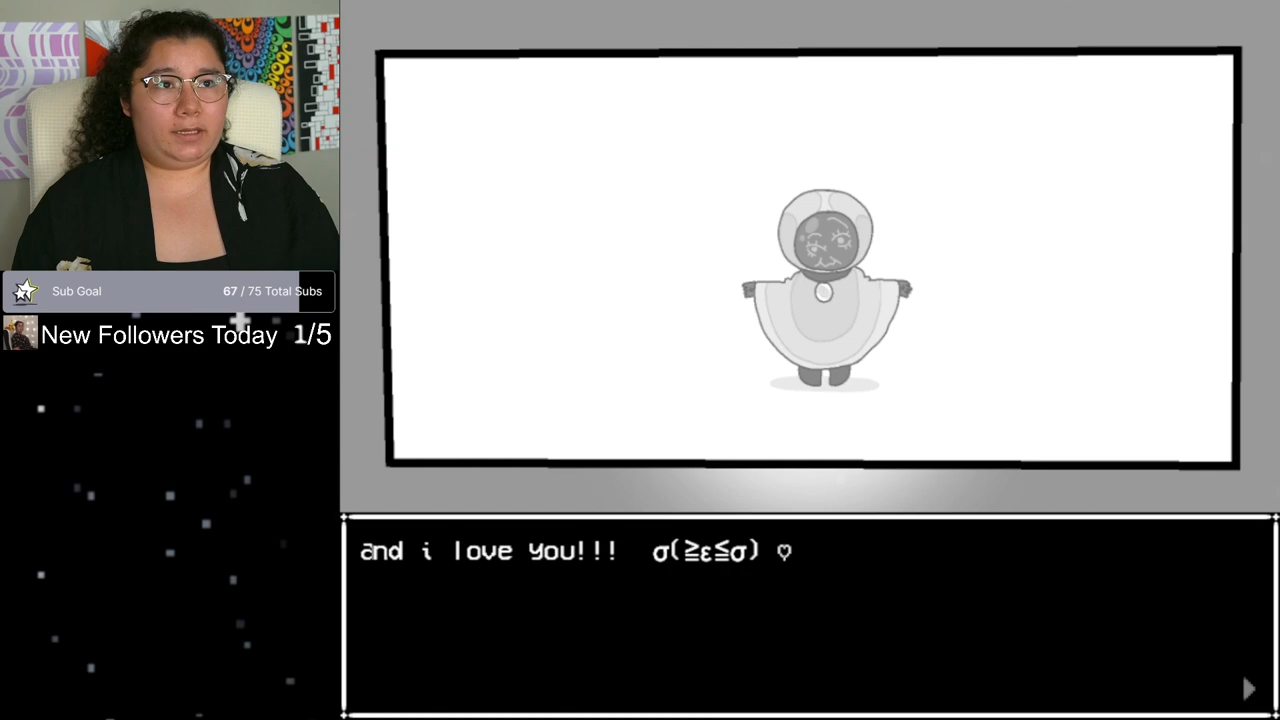 Sub Goal 67 / 75 Total Subs
New Followers Today 1/5
and i love you!!! σ(≧ε≦σ) ♡